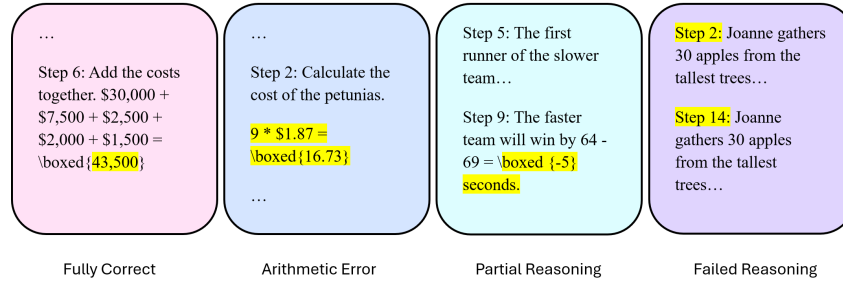 …
Step 6: Add the costs
together. $30,000 +
$7,500 + $2,500 +
$2,000 + $1,500 =
\boxed{43,500}
Fully Correct
…
Step 2: Calculate the
cost of the petunias.
9 * $1.87 =
\boxed{16.73}
…
Arithmetic Error
Step 5: The first
runner of the slower
team…
Step 9: The faster
team will win by 64 -
69 = \boxed {-5}
seconds.
Partial Reasoning
Step 2: Joanne gathers
30 apples from the
tallest trees…
Step 14: Joanne
gathers 30 apples
from the tallest
trees…
Failed Reasoning